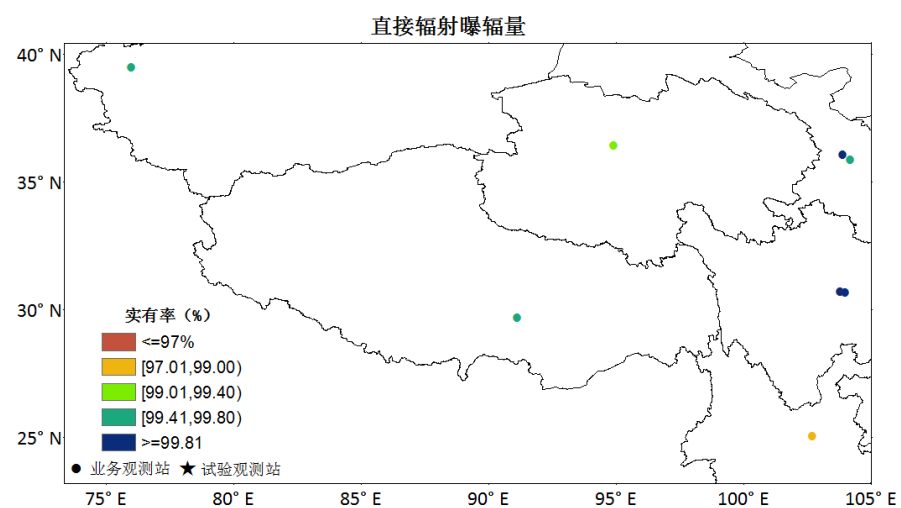 直接辐射曝辐量
40° N
35° N
30° N
25° N
实有率（%）
<=97%
[97.01,99.00)
[99.01,99.40)
[99.41,99.80)
>=99.81
● 业务观测站 ★ 试验观测站
75° E 80° E 85° E 90° E 95° E 100° E 105° E